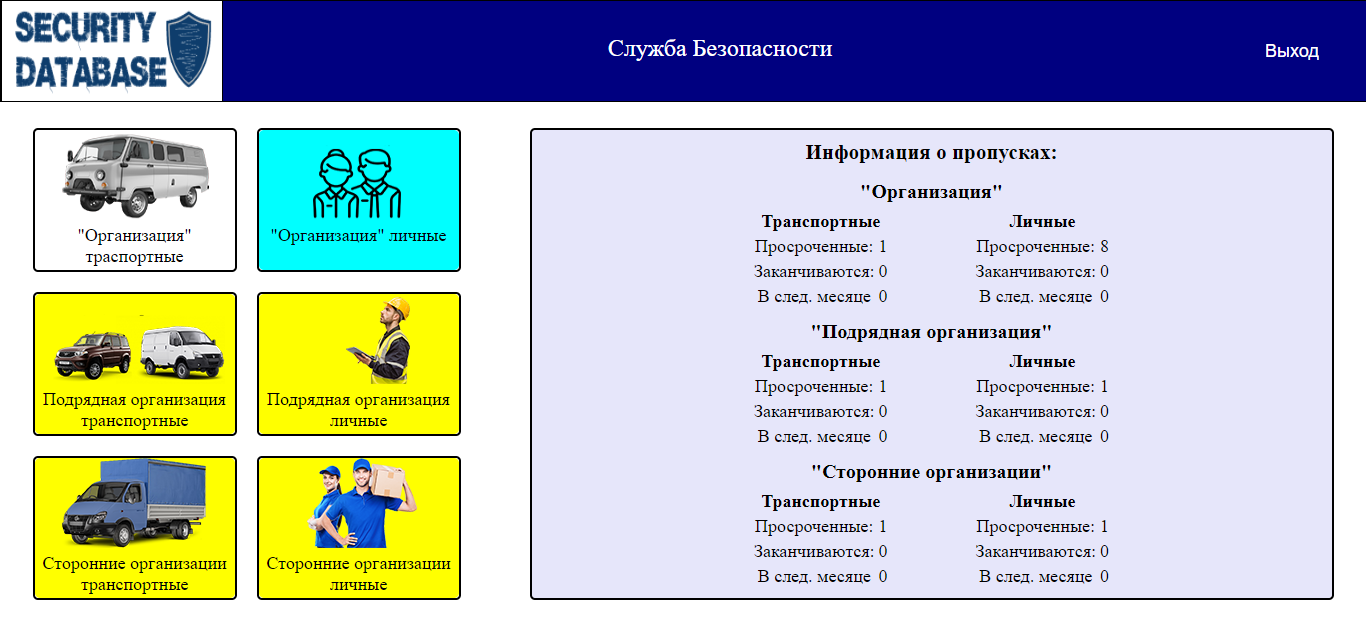 SECURITY
DATABASE
Служба Безопасности
Выход
"Организация"
траспортные
"Организация" личные
Подрядная организация
транспортные
Подрядная организация
личные
Сторонние организации
транспортные
Сторонние организации
личные
Информация о пропусках:
"Организация"
Транспортные Личные
Просроченные: 1 Просроченные: 8
Заканчиваются: 0 Заканчиваются: 0
В след. месяце 0 В след. месяце 0
"Подрядная организация"
Транспортные Личные
Просроченные: 1 Просроченные: 1
Заканчиваются: 0 Заканчиваются: 0
В след. месяце 0 В след. месяце 0
"Сторонние организации"
Транспортные Личные
Просроченные: 1 Просроченные: 1
Заканчиваются: 0 Заканчиваются: 0
В след. месяце 0 В след. месяце 0